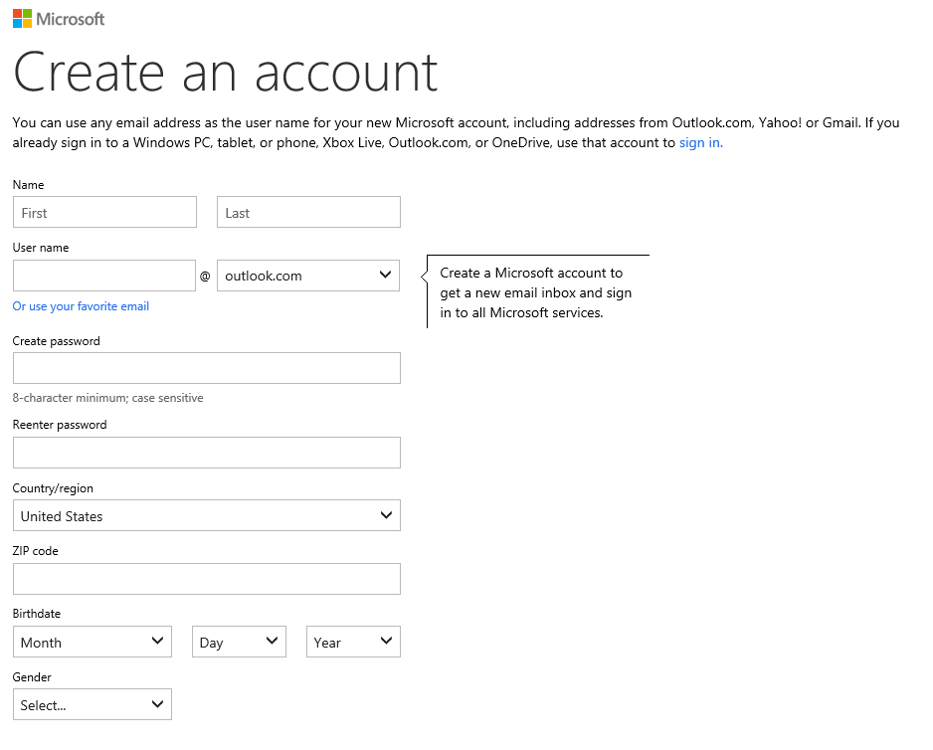 Microsoft
Create an account
You can use any email address as the user name for your new Microsoft account, including addresses from Outlook.com, Yahoo! or Gmail. If you
already sign in to a Windows PC, tablet, or phone, Xbox Live, Outlook.com, or OneDrive, use that account to sign in.
Name
First Last
User name
@ outlook.com
Create a Microsoft account to
get a new email inbox and sign
in to all Microsoft services.
Or use your favorite email
Create password
8-character minimum; case sensitive
Reenter password
Country/region
United States
ZIP code
Birthdate
Month Day Year
Gender
Select...